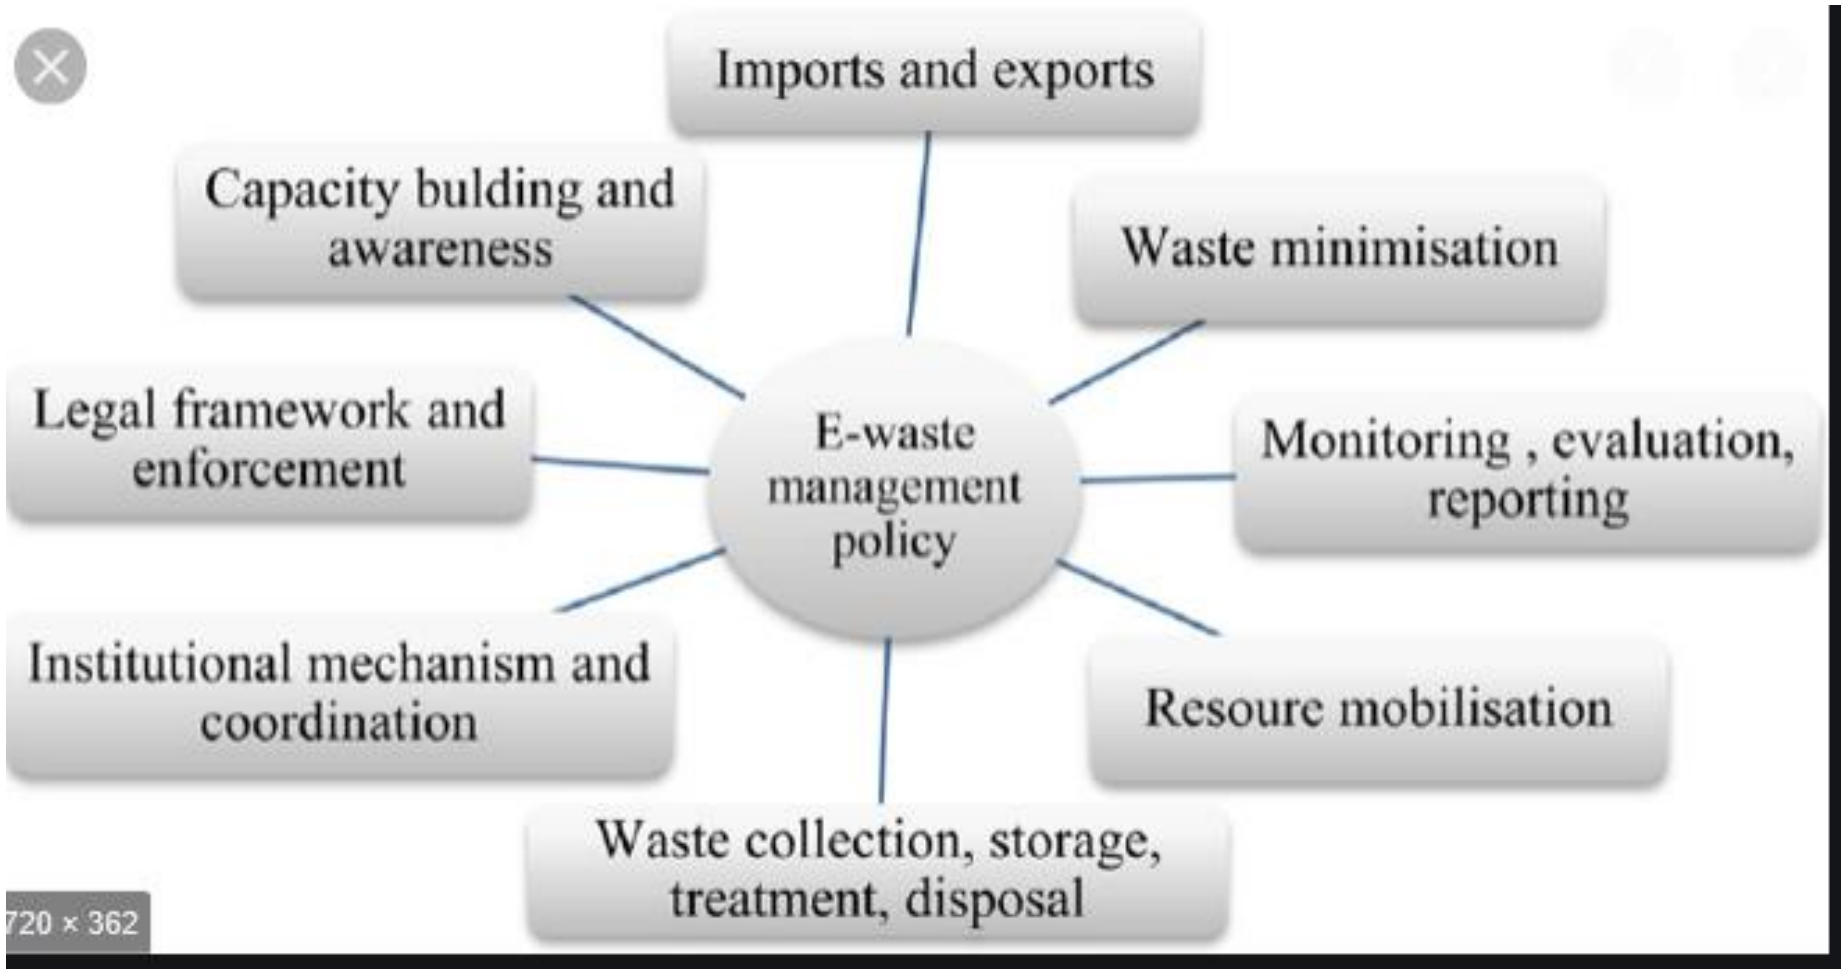 Imports and exports
Capacity bulding and
awareness
Waste minimisation
Legal framework and
enforcement
E-waste
management
policy
Monitoring , evaluation,
reporting
Institutional mechanism and
coordination
Resoure mobilisation
Waste collection, storage,
treatment, disposal
720 × 362